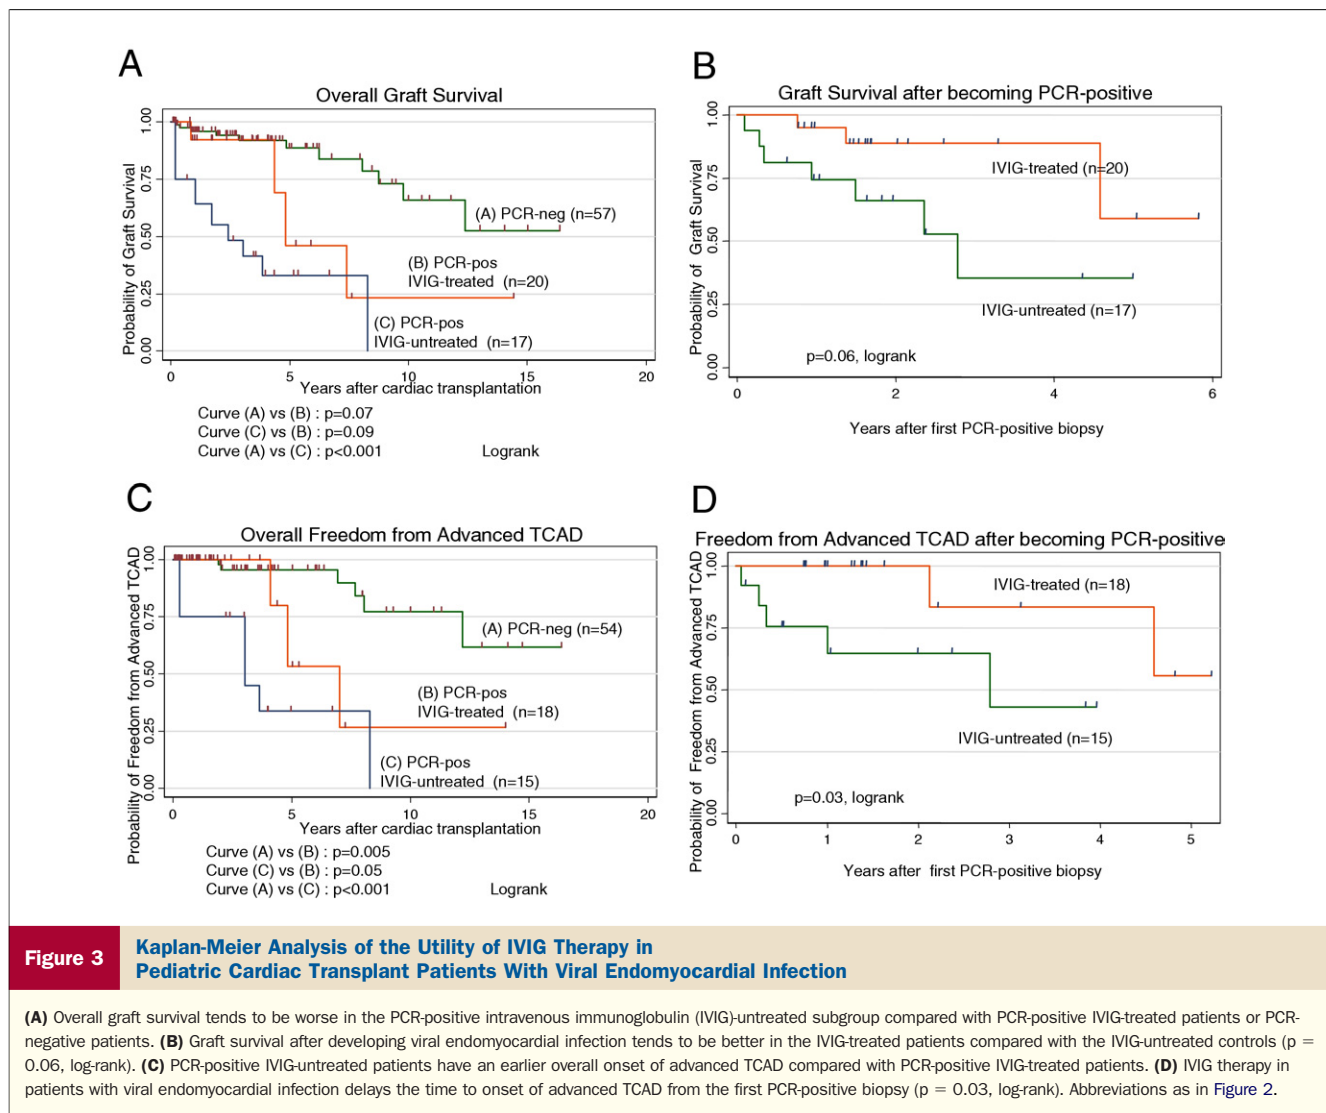 A
Overall Graft Survival
Probability of Graft Survival
1.00
0.75
0.50
0.25
0.00
(A) PCR-neg (n=57)
(B) PCR-pos
IVIG-treated (n=20)
(C) PCR-pos
IVIG-untreated (n=17)
0 5 10 15 20
Years after cardiac transplantation
Curve (A) vs (B) : p=0.07
Curve (C) vs (B) : p=0.09
Curve (A) vs (C) : p<0.001 Logrank
B
Graft Survival after becoming PCR-positive
Probability of Graft Survival
1.00
0.75
0.50
0.25
0.00
IVIG-treated (n=20)
IVIG-untreated (n=17)
p=0.06, logrank
0 2 4 6
Years after first PCR-positive biopsy
C
Overall Freedom from Advanced TCAD
Probability of Freedom from Advanced TCAD
1.00
0.75
0.50
0.25
0.00
(A) PCR-neg (n=54)
(B) PCR-pos
IVIG-treated (n=18)
(C) PCR-pos
IVIG-untreated (n=15)
0 5 10 15 20
Years after cardiac transplantation
Curve (A) vs (B) : p=0.005
Curve (C) vs (B) : p=0.05
Curve (A) vs (C) : p<0.001 Logrank
D
Freedom from Advanced TCAD after becoming PCR-positive
Probability of Freedom from Advanced TCAD
1.00
0.75
0.50
0.25
0.00
IVIG-treated (n=18)
IVIG-untreated (n=15)
p=0.03, logrank
0 1 2 3 4 5
Years after first PCR-positive biopsy
Figure 3
Kaplan-Meier Analysis of the Utility of IVIG Therapy in
Pediatric Cardiac Transplant Patients With Viral Endomyocardial Infection
(A) Overall graft survival tends to be worse in the PCR-positive intravenous immunoglobulin (IVIG)-untreated subgroup compared with PCR-positive IVIG-treated patients or PCR-
negative patients. (B) Graft survival after developing viral endomyocardial infection tends to be better in the IVIG-treated patients compared with the IVIG-untreated controls (p =
0.06, log-rank). (C) PCR-positive IVIG-untreated patients have an earlier overall onset of advanced TCAD compared with PCR-positive IVIG-treated patients. (D) IVIG therapy in
patients with viral endomyocardial infection delays the time to onset of advanced TCAD from the first PCR-positive biopsy (p = 0.03, log-rank). Abbreviations as in Figure 2.